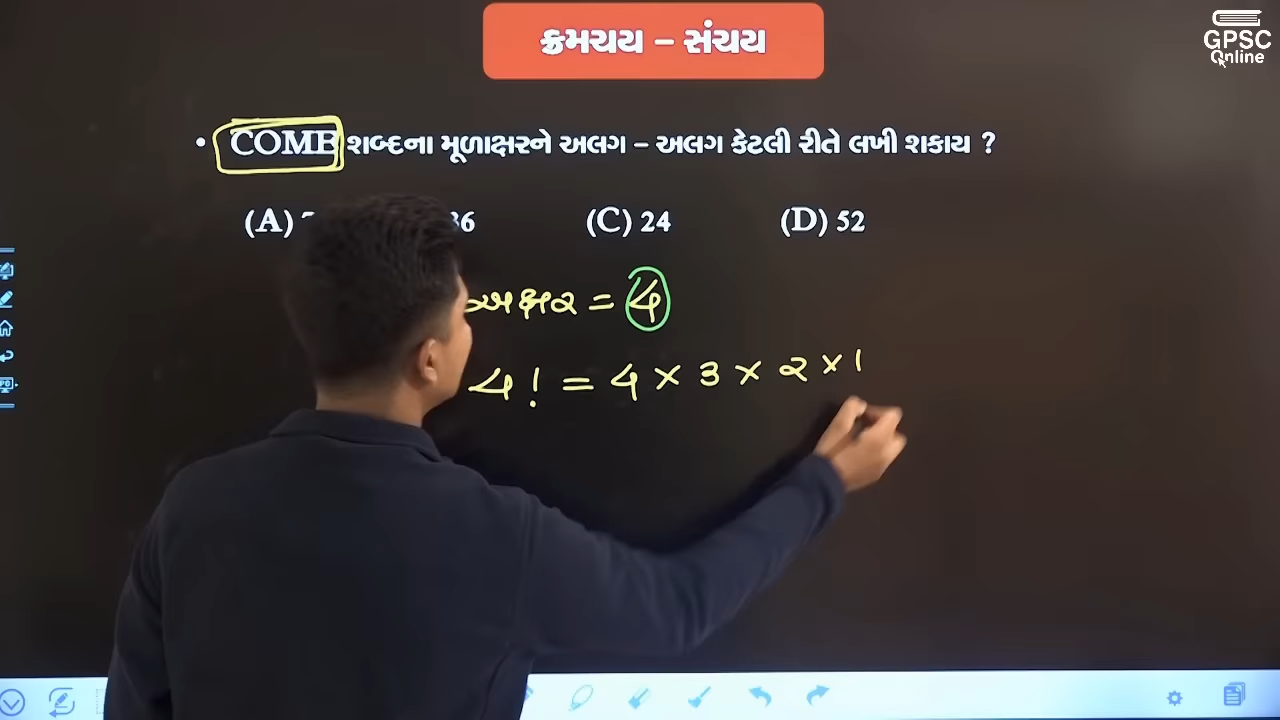 ક્રમચય – સંચય
GPSC
Online
• COME શબ્દના મૂળાક્ષરને અલગ – અલગ કેટલી રીતે લખી શકાય ?
(A) 36 (C) 24 (D) 52
અક્ષર = 4
4! = 4 × 3 × 2 × 1